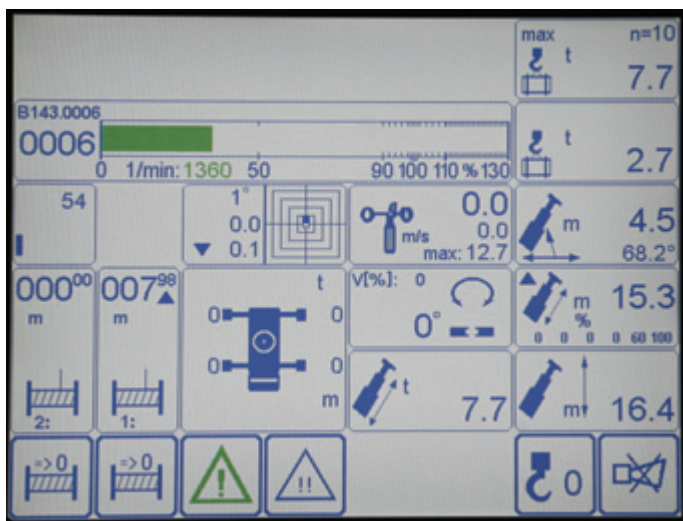 max n=10
t
7.7
B143.0006
0006
0 1/min: 1360 50 90 100 110 % 130
t
2.7
54
1°
0.0
▼ 0.1
0.0
m/s 0.0
max: 12.7
m 4.5
68.2°
000⁰⁰
m
2:
007⁹⁸
m
1:
t
0 0
0 0
m
V[%]: 0
0°
m 15.3
%
0 0 0 0 60 100
t
7.7
m 16.4
=>0
=>0
!
!!
0